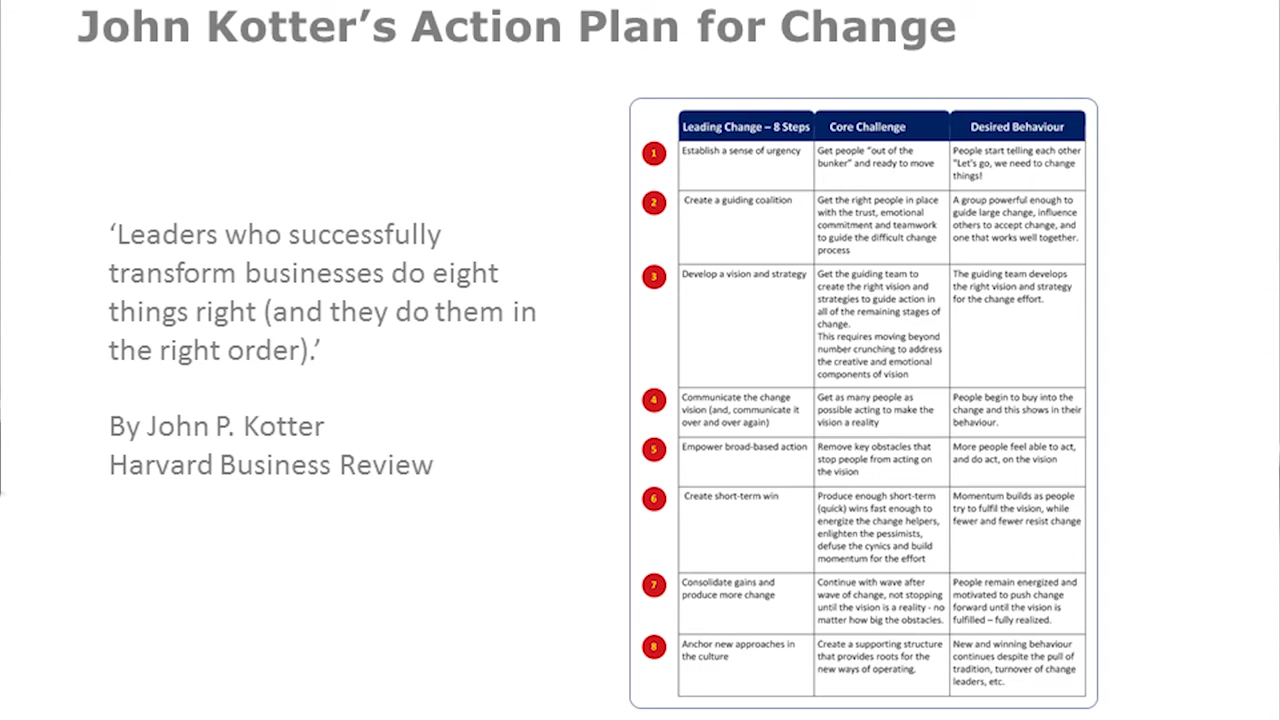 John Kotter’s Action Plan for Change
‘Leaders who successfully
transform businesses do eight
things right (and they do them in
the right order).’
By John P. Kotter
Harvard Business Review
Leading Change – 8 Steps
Core Challenge
Desired Behaviour
1
Establish a sense of urgency
Get people “out of the
bunker” and ready to move
People start telling each other
"Let's go, we need to change
things!
2
Create a guiding coalition
Get the right people in place
with the trust, emotional
commitment and teamwork
to guide the difficult change
process
A group powerful enough to
guide large change, influence
others to accept change, and
one that works well together.
3
Develop a vision and strategy
Get the guiding team to
create the right vision and
strategies to guide action in
all of the remaining stages of
change.
This requires moving beyond
number crunching to address
the creative and emotional
components of vision
The guiding team develops
the right vision and strategy
for the change effort.
4
Communicate the change
vision (and, communicate it
over and over again)
Get as many people as
possible acting to make the
vision a reality
People begin to buy into the
change and this shows in their
behaviour.
5
Empower broad-based action
Remove key obstacles that
stop people from acting on
the vision
More people feel able to act,
and do act, on the vision
6
Create short-term win
Produce enough short-term
(quick) wins fast enough to
energize the change helpers,
enlighten the pessimists,
defuse the cynics and build
momentum for the effort
Momentum builds as people
try to fulfil the vision, while
fewer and fewer resist change
7
Consolidate gains and
produce more change
Continue with wave after
wave of change, not stopping
until the vision is a reality - no
matter how big the obstacles.
People remain energized and
motivated to push change
forward until the vision is
fulfilled – fully realized.
8
Anchor new approaches in
the culture
Create a supporting structure
that provides roots for the
new ways of operating.
New and winning behaviour
continues despite the pull of
tradition, turnover of change
leaders, etc.